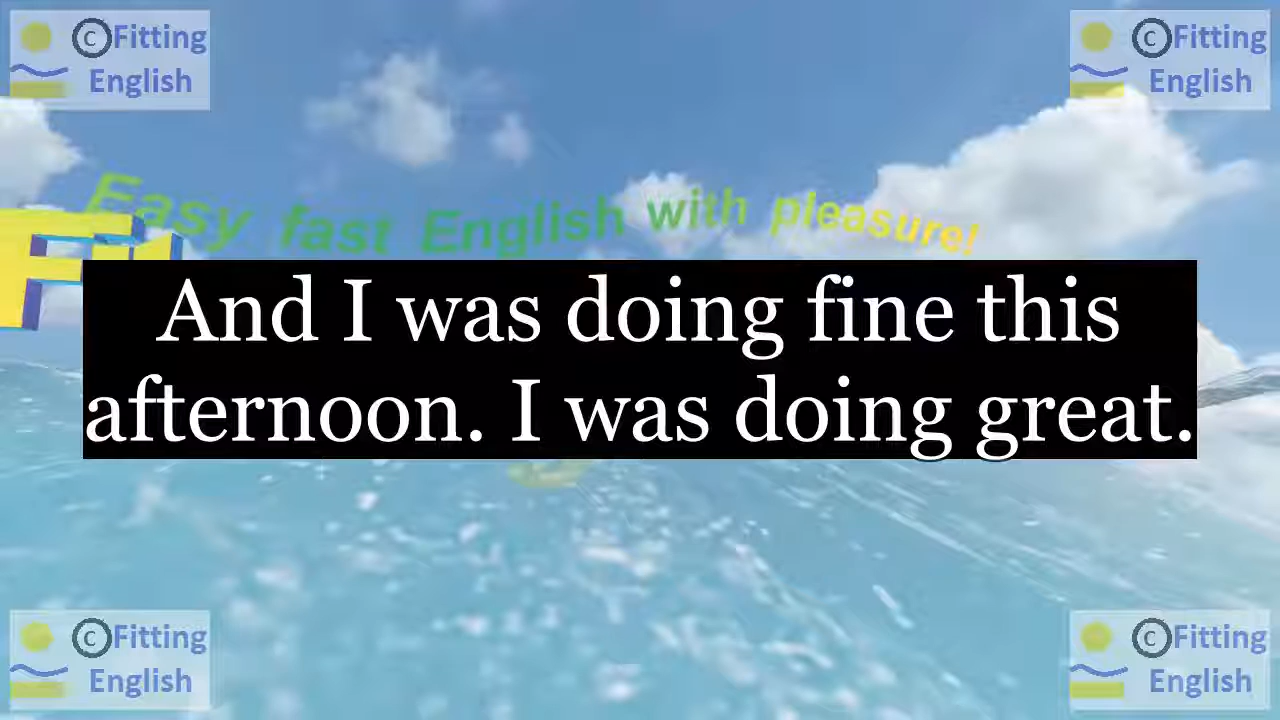 ©Fitting
English
©Fitting
English
Easy fast English with pleasure!
And I was doing fine this
afternoon. I was doing great.
©Fitting
English
©Fitting
English